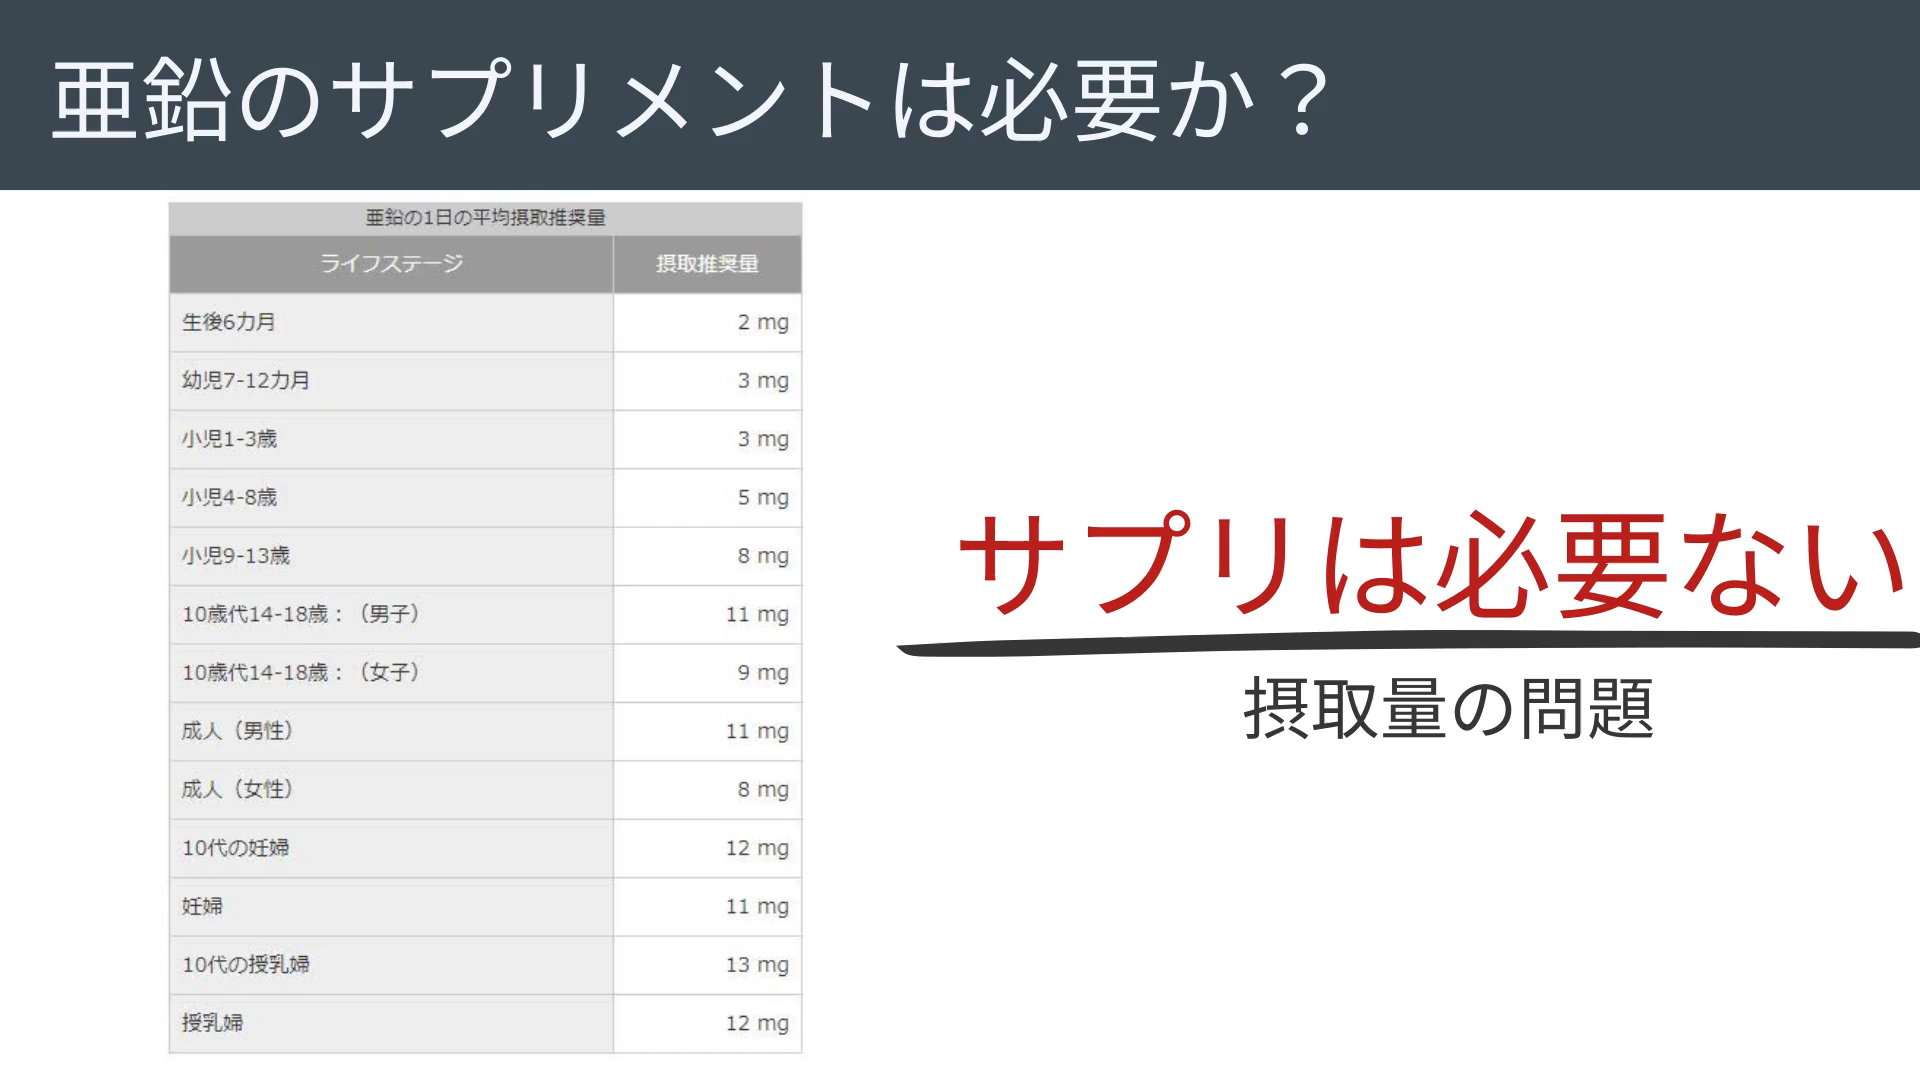 亜鉛のサプリメントは必要か？
亜鉛の1日の平均摂取推奨量
ライフステージ 摂取推奨量
生後6カ月 2 mg
幼児7-12カ月 3 mg
小児1-3歳 3 mg
小児4-8歳 5 mg
小児9-13歳 8 mg
10歳代14-18歳：（男子） 11 mg
10歳代14-18歳：（女子） 9 mg
成人（男性） 11 mg
成人（女性） 8 mg
10代の妊婦 12 mg
妊婦 11 mg
10代の授乳婦 13 mg
授乳婦 12 mg
サプリは必要ない
摂取量の問題